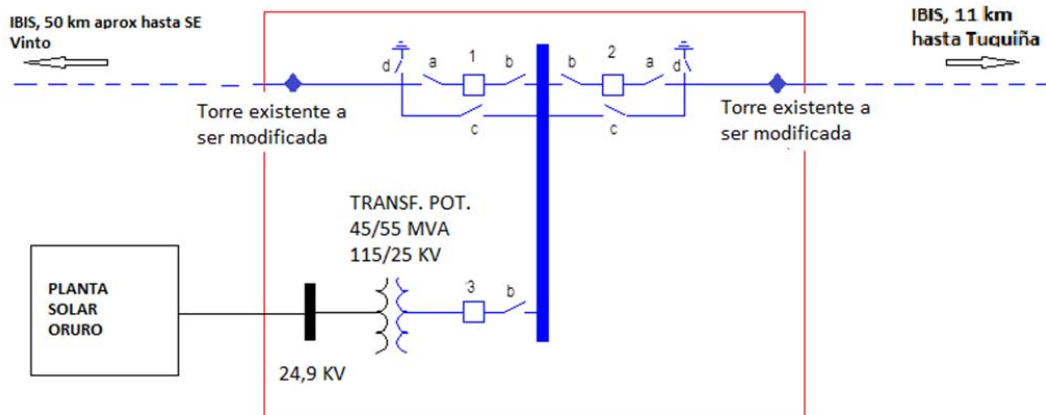 IBIS, 50 km aprox hasta SE
Vinto
IBIS, 11 km
hasta Tuquiña
d
a
1
b
b
2
a
d
c
c
Torre existente a
ser modificada
Torre existente a
ser modificada
TRANSF. POT.
45/55 MVA
115/25 KV
3
b
PLANTA
SOLAR
ORURO
24,9 KV